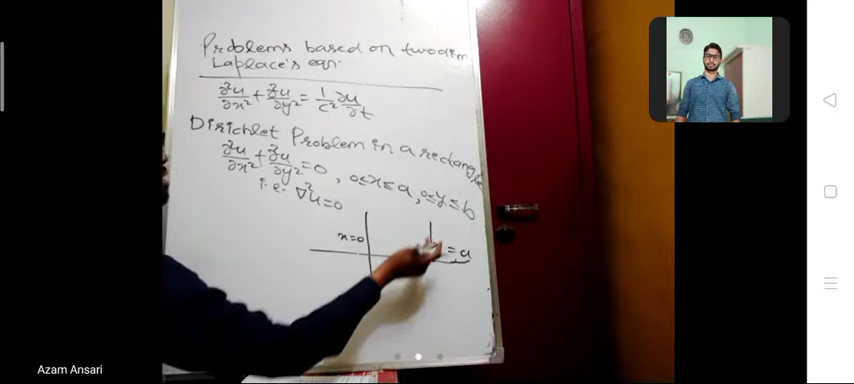 Problems based on two dim
Laplace's eqn.
∂²u/∂x² + ∂²u/∂y² = 1/c² ∂u/∂t
Dirichlet Problem in a rectangle
∂²u/∂x² + ∂²u/∂y² = 0, 0≤x≤a, 0≤y≤b
i.e. ∇²u=0
x=0
= a
Azam Ansari